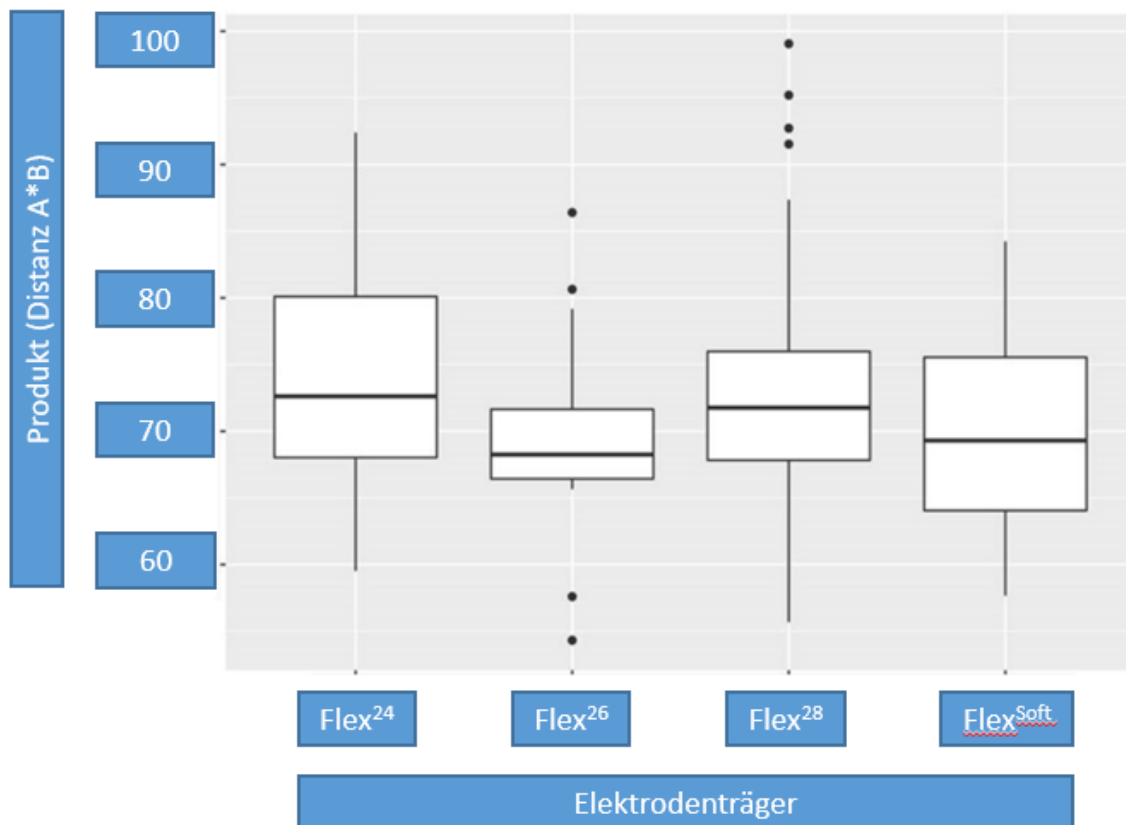 Produkt (Distanz A*B)
100
90
80
70
60
Flex²⁴
Flex²⁶
Flex²⁸
Flexˢᵒᶠᵗ
Elektrodenträger